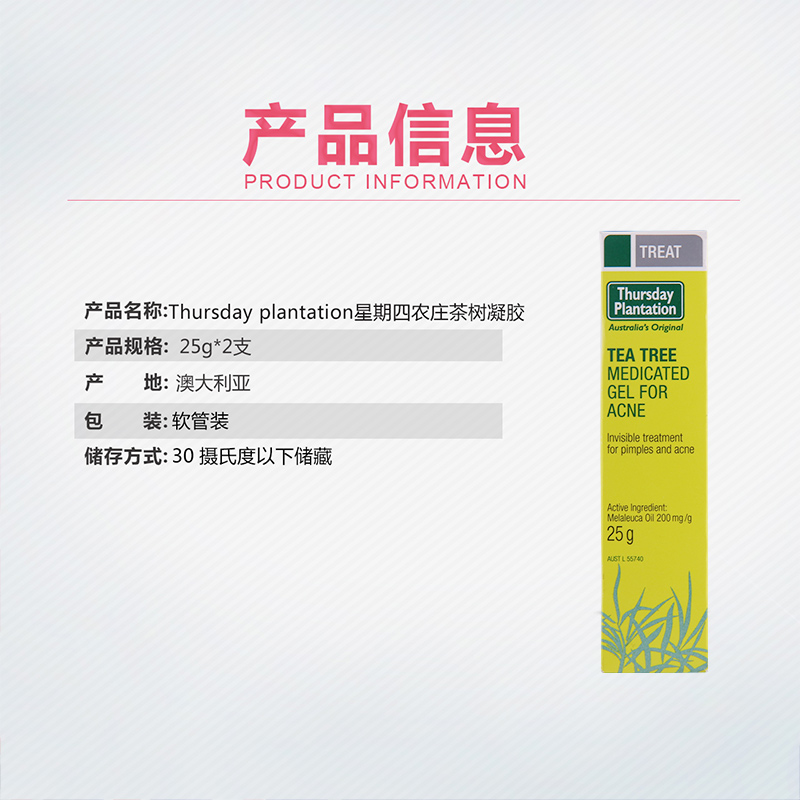 产品信息
PRODUCT INFORMATION
产品名称:Thursday plantation星期四农庄茶树凝胶
产品规格: 25g*2支
产 地: 澳大利亚
包 装: 软管装
储存方式: 30 摄氏度以下储藏
TREAT
Thursday
Plantation
Australia's Original
TEA TREE
MEDICATED
GEL FOR
ACNE
Invisible treatment
for pimples and acne
Active Ingredient:
Melaleuca Oil 200 mg /g
25 g
AUST L 55740